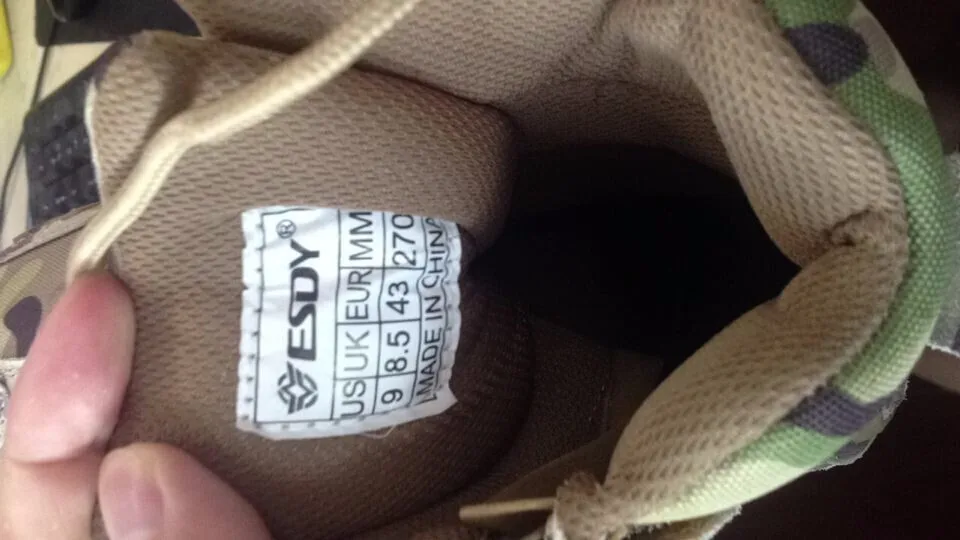 ESDY®
US UK EUR MM
9 8.5 43 270
MADE IN CHINA